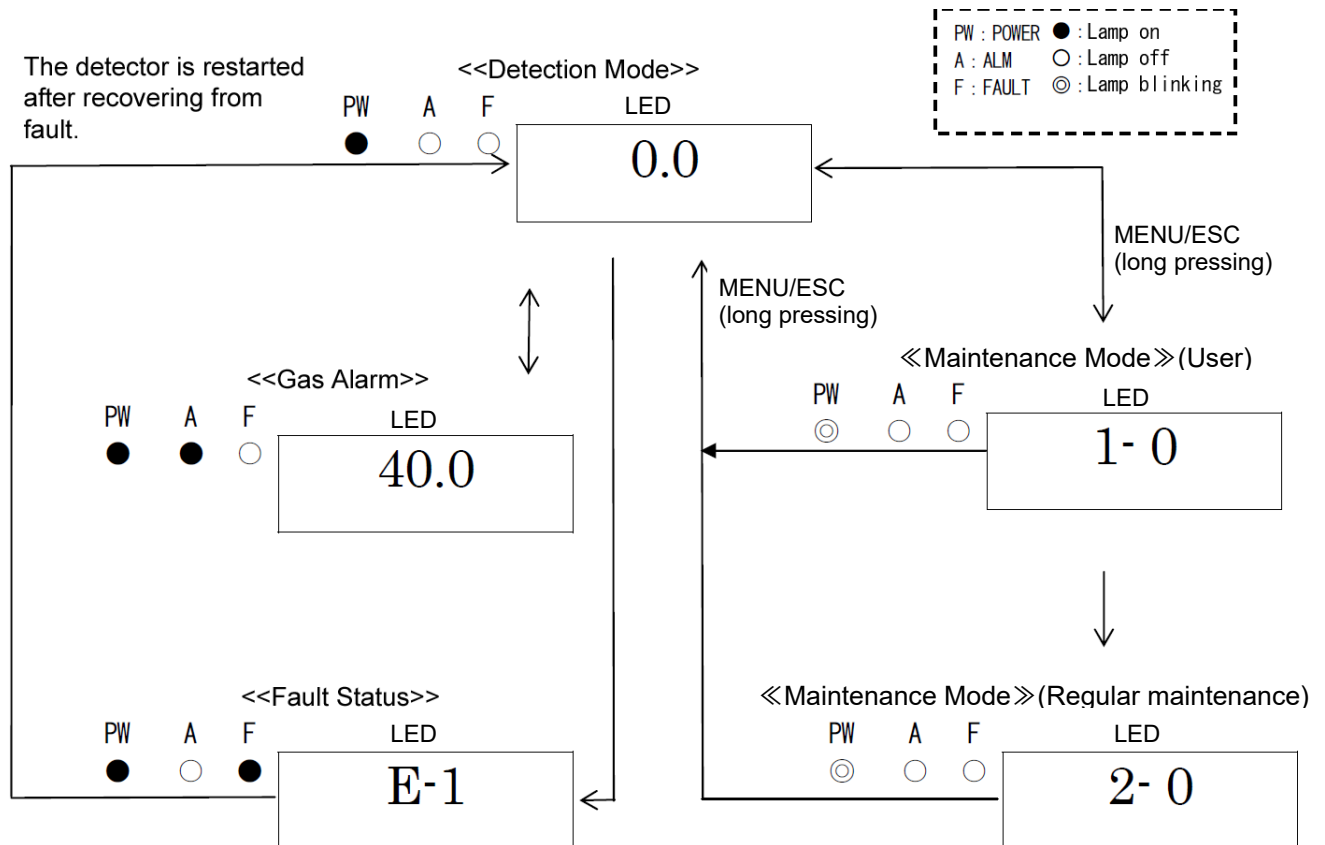 PW : POWER ● : Lamp on
A : ALM ○ : Lamp off
F : FAULT ◎ : Lamp blinking
The detector is restarted
after recovering from
fault.
<<Detection Mode>>
PW A F LED
● ○ ○
0.0
MENU/ESC
(long pressing)
MENU/ESC
(long pressing)
<<Gas Alarm>>
PW A F LED
● ● ○
40.0
≪Maintenance Mode≫(User)
PW A F LED
◎ ○ ○
1- 0
<<Fault Status>>
PW A F LED
● ○ ●
E-1
≪Maintenance Mode≫(Regular maintenance)
PW A F LED
◎ ○ ○
2- 0